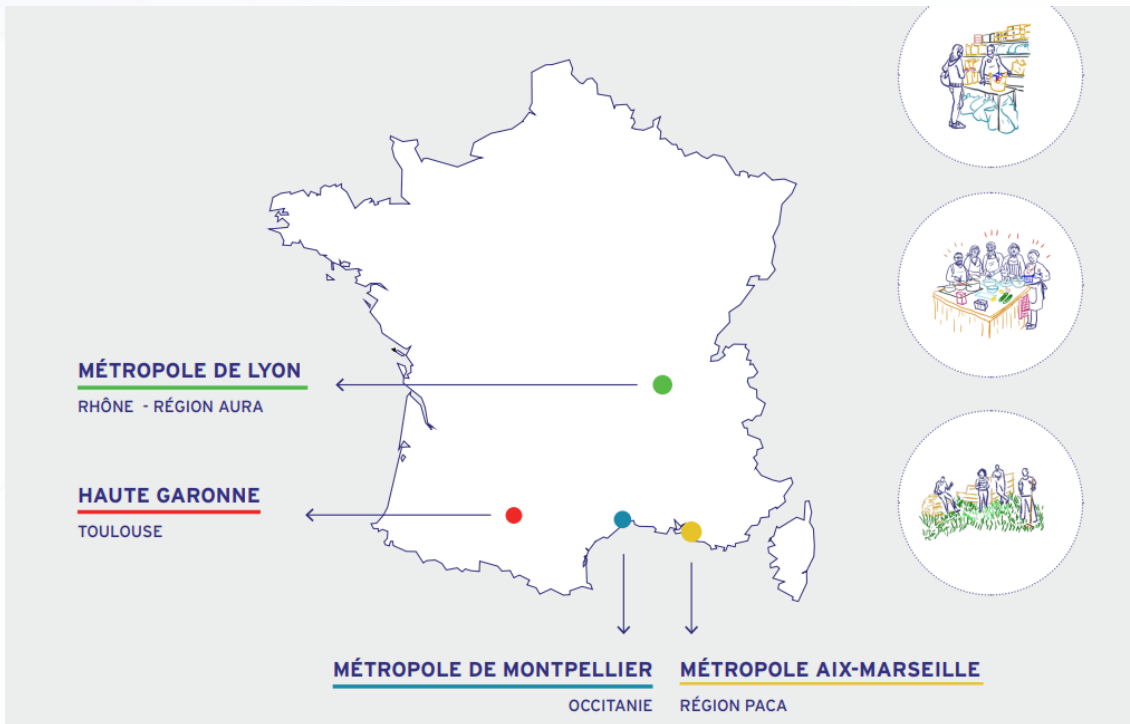 MÉTROPOLE DE LYON
RHÔNE - RÉGION AURA
HAUTE GARONNE
TOULOUSE
MÉTROPOLE DE MONTPELLIER
OCCITANIE
MÉTROPOLE AIX-MARSEILLE
RÉGION PACA